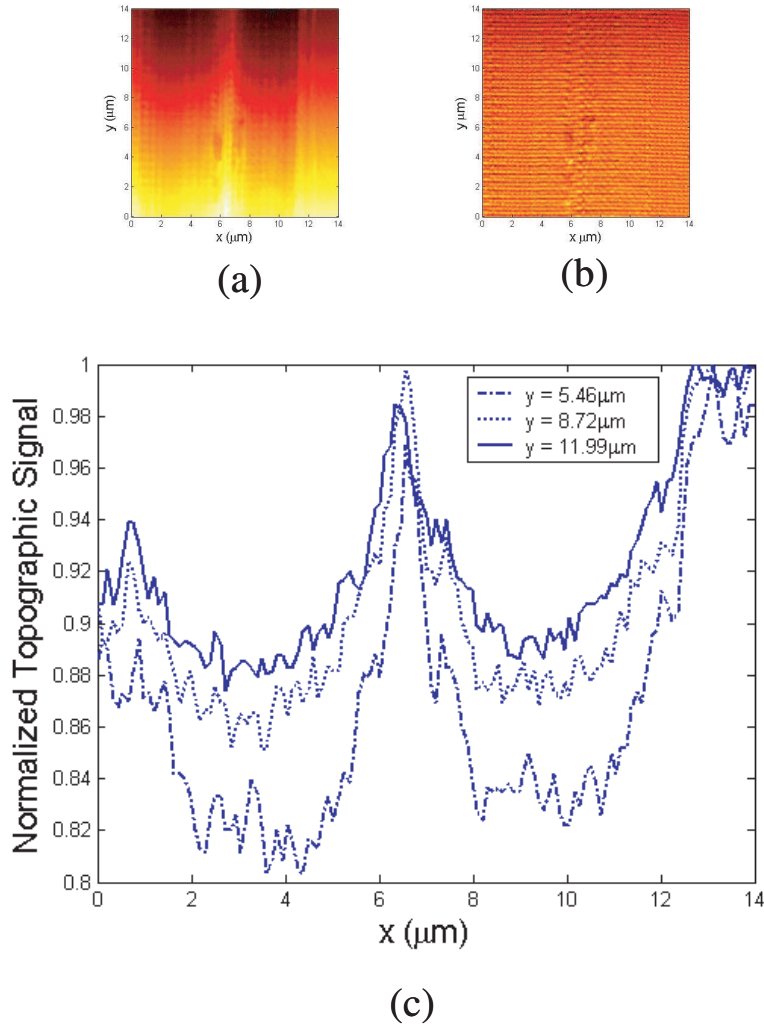 14
12
10
8
6
4
2
0
y (μm)
0 2 4 6 8 10 12 14
x (μm)
(a)
14
12
10
8
6
4
2
0
y μm)
0 2 4 6 8 10 12 14
x μm)
(b)
1
0.98
0.96
0.94
0.92
0.9
0.88
0.86
0.84
0.82
0.8
Normalized Topographic Signal
y = 5.46μm
y = 8.72μm
y = 11.99μm
0 2 4 6 8 10 12 14
x (μm)
(c)